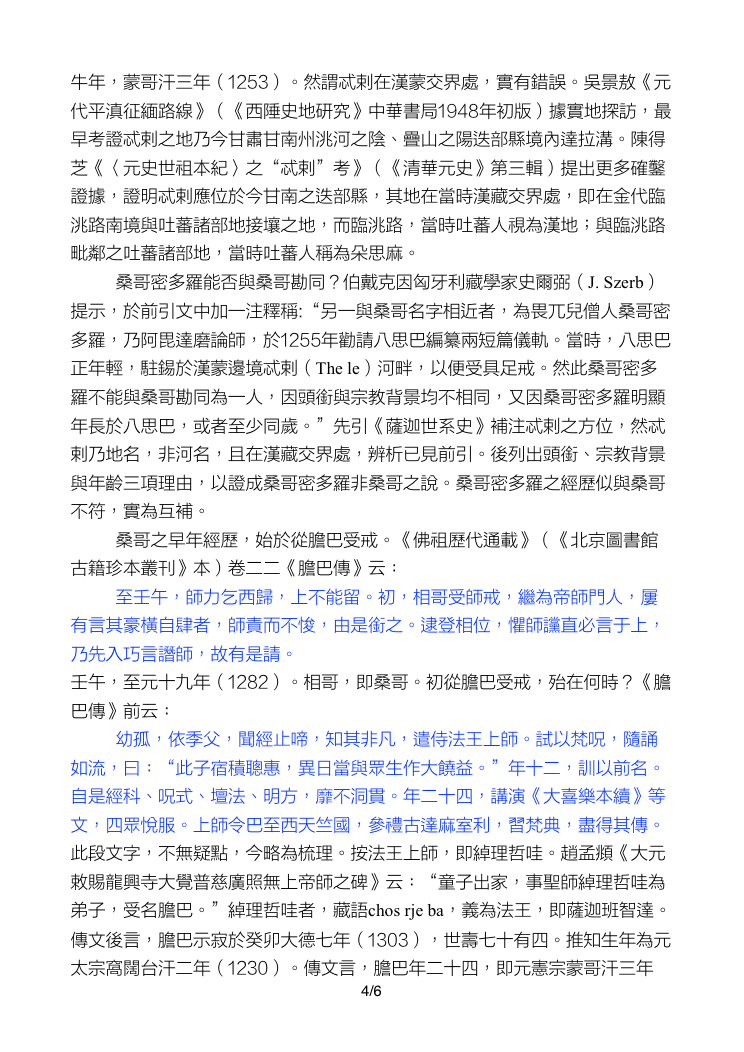 牛年，蒙哥汗三年（1253）。然謂忒剌在漢蒙交界處，實有錯誤。吳景敖《元
代平滇征緬路線》（《西陲史地研究》中華書局1948年初版）據實地探訪，最
早考證忒剌之地乃今甘肅甘南州洮河之陰、疊山之陽迭部縣境內達拉溝。陳得
芝《〈元史世祖本紀〉之“忒剌”考》（《清華元史》第三輯）提出更多確鑿
證據，證明忒剌應位於今甘南之迭部縣，其地在當時漢藏交界處，即在金代臨
洮路南境與吐蕃諸部地接壤之地，而臨洮路，當時吐蕃人視為漢地；與臨洮路
毗鄰之吐蕃諸部地，當時吐蕃人稱為朵思麻。
桑哥密多羅能否與桑哥勘同？伯戴克因匈牙利藏學家史爾弼（J. Szerb）
提示，於前引文中加一注釋稱:“另一與桑哥名字相近者，為畏兀兒僧人桑哥密
多羅，乃阿毘達磨論師，於1255年勸請八思巴編纂兩短篇儀軌。當時，八思巴
正年輕，駐錫於漢蒙邊境忒剌（The le）河畔，以便受具足戒。然此桑哥密多
羅不能與桑哥勘同為一人，因頭銜與宗教背景均不相同，又因桑哥密多羅明顯
年長於八思巴，或者至少同歲。”先引《薩迦世系史》補注忒剌之方位，然忒
剌乃地名，非河名，且在漢藏交界處，辨析已見前引。後列出頭銜、宗教背景
與年齡三項理由，以證成桑哥密多羅非桑哥之說。桑哥密多羅之經歷似與桑哥
不符，實為互補。
桑哥之早年經歷，始於從膽巴受戒。《佛祖歷代通載》（《北京圖書館
古籍珍本叢刊》本）卷二二《膽巴傳》云：
至壬午，師力乞西歸，上不能留。初，相哥受師戒，繼為帝師門人，屢
有言其豪橫自肆者，師責而不悛，由是銜之。逮登相位，懼師讜直必言于上，
乃先入巧言譖師，故有是請。
壬午，至元十九年（1282）。相哥，即桑哥。初從膽巴受戒，殆在何時？《膽
巴傳》前云：
幼孤，依季父，聞經止啼，知其非凡，遣侍法王上師。試以梵呪，隨誦
如流，曰：“此子宿積聰惠，異日當與眾生作大饒益。”年十二，訓以前名。
自是經科、呪式、壇法、明方，靡不洞貫。年二十四，講演《大喜樂本續》等
文，四眾悅服。上師令巴至西天竺國，參禮古達麻室利，習梵典，盡得其傳。
此段文字，不無疑點，今略為梳理。按法王上師，即綽理哲哇。趙孟頫《大元
敕賜龍興寺大覺普慈廣照無上帝師之碑》云：“童子出家，事聖師綽理哲哇為
弟子，受名膽巴。”綽理哲哇者，藏語chos rje ba，義為法王，即薩迦班智達。
傳文後言，膽巴示寂於癸卯大德七年（1303），世壽七十有四。推知生年為元
太宗窩闊台汗二年（1230）。傳文言，膽巴年二十四，即元憲宗蒙哥汗三年
4/6